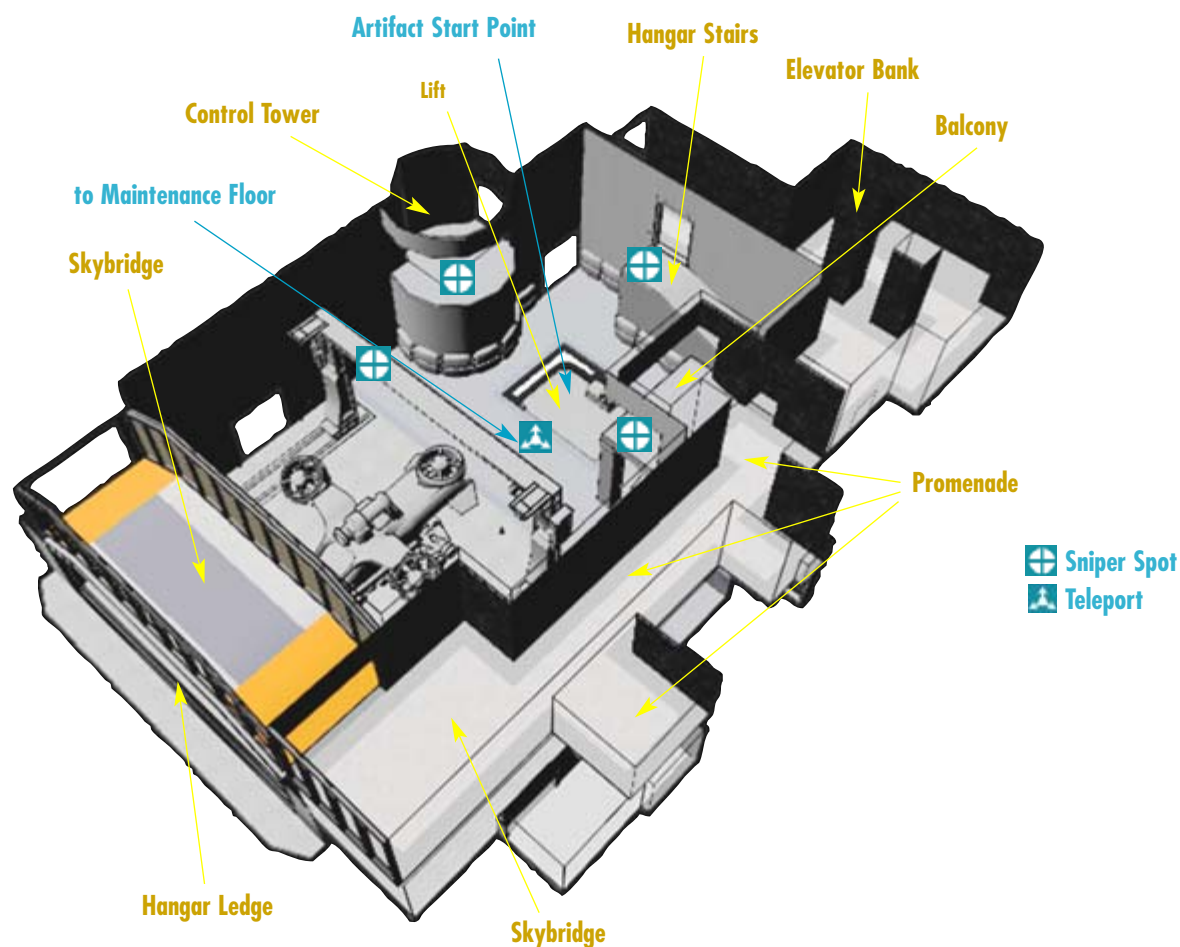 Artifact Start Point
Hangar Stairs
Elevator Bank
Lift
Control Tower
Balcony
to Maintenance Floor
Skybridge
Promenade
Sniper Spot
Teleport
Hangar Ledge
Skybridge